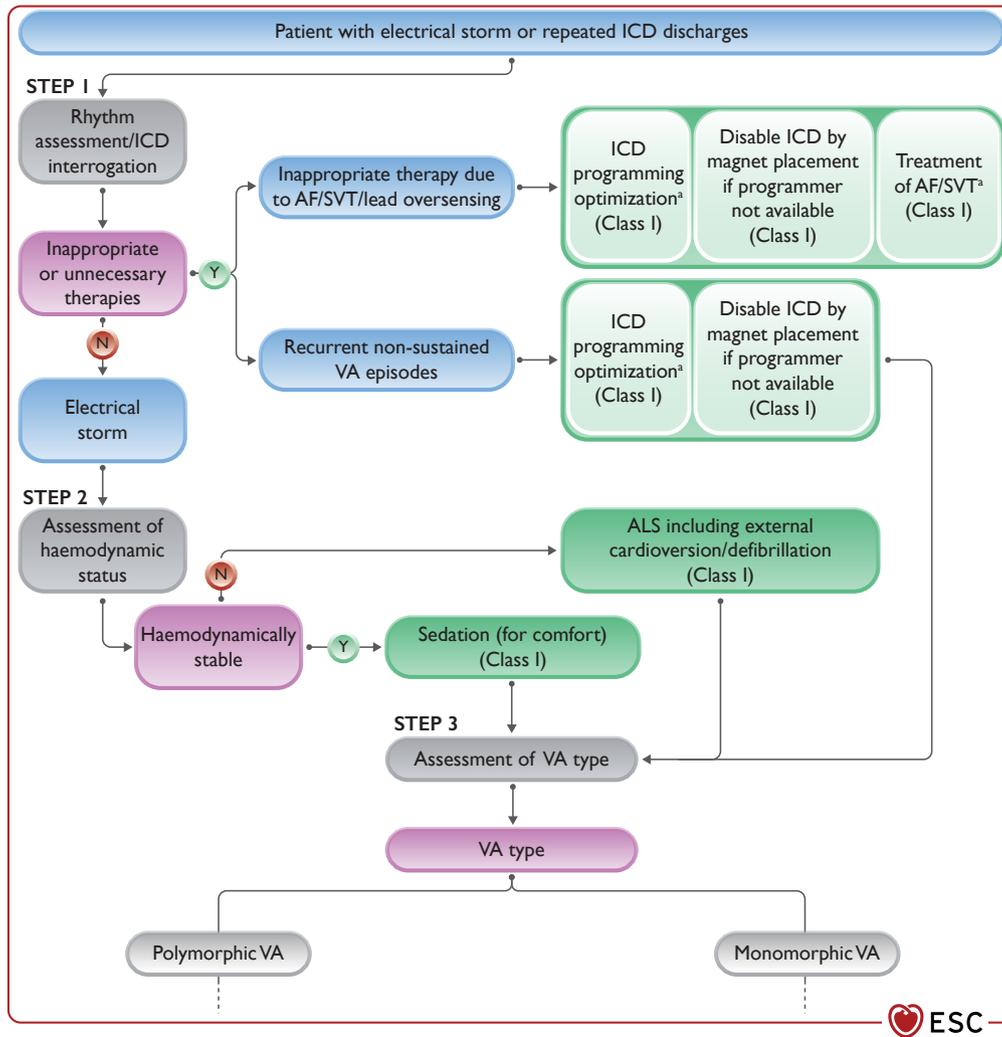 Patient with electrical storm or repeated ICD discharges
STEP 1
Rhythm
assessment/ICD
interrogation
Inappropriate
or unnecessary
therapies
Y
Inappropriate therapy due
to AF/SVT/lead oversensing
ICD
programming
optimizationᵃ
(Class I)
Disable ICD by
magnet placement
if programmer
not available
(Class I)
Treatment
of AF/SVTᵃ
(Class I)
Recurrent non-sustained
VA episodes
ICD
programming
optimizationᵃ
(Class I)
Disable ICD by
magnet placement
if programmer
not available
(Class I)
N
Electrical
storm
STEP 2
Assessment of
haemodynamic
status
N
ALS including external
cardioversion/defibrillation
(Class I)
Haemodynamically
stable
Y
Sedation (for comfort)
(Class I)
STEP 3
Assessment of VA type
VA type
Polymorphic VA
Monomorphic VA
ESC